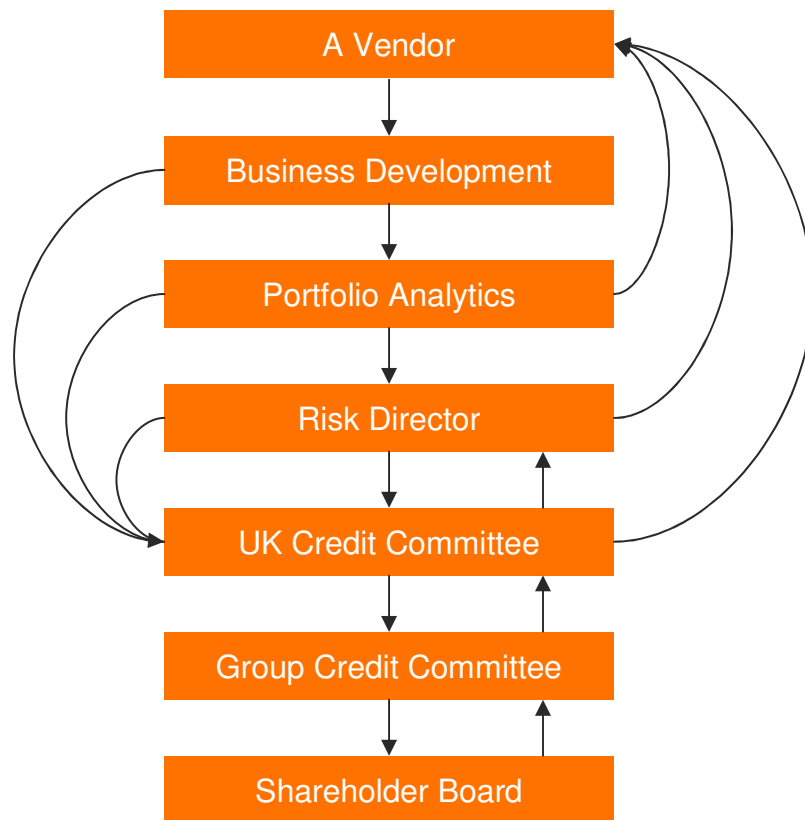 A Vendor
Business Development
Portfolio Analytics
Risk Director
UK Credit Committee
Group Credit Committee
Shareholder Board